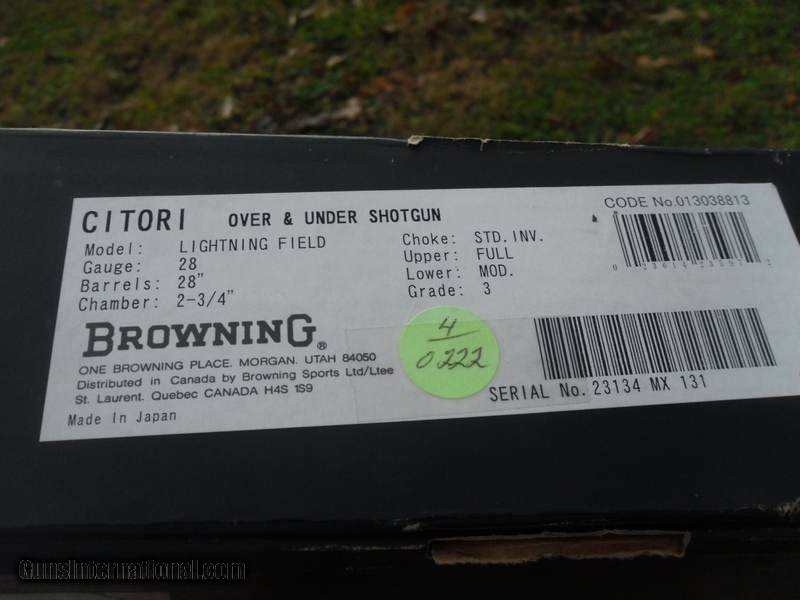 CITORI OVER & UNDER SHOTGUN
Model: LIGHTNING FIELD
Gauge: 28
Barrels: 28"
Chamber: 2-3/4"
Choke: STD.INV.
Upper: FULL
Lower: MOD.
Grade: 3
CODE No.013038813
BROWNING®
ONE BROWNING PLACE. MORGAN. UTAH 84050
Distributed in Canada by Browning Sports Ltd/Ltee
St. Laurent. Quebec CANADA H4S 1S9
Made In Japan
4
0222
SERIAL No. 23134 MX 131
GunsInternational.com